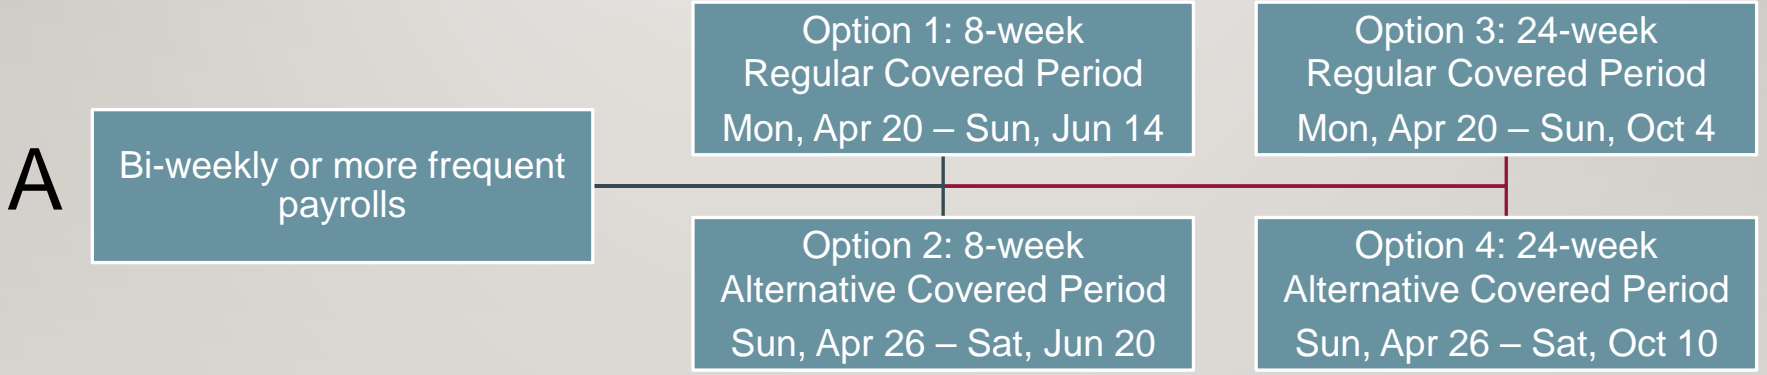 A
Bi-weekly or more frequent
payrolls
Option 1: 8-week
Regular Covered Period
Mon, Apr 20 – Sun, Jun 14
Option 2: 8-week
Alternative Covered Period
Sun, Apr 26 – Sat, Jun 20
Option 3: 24-week
Regular Covered Period
Mon, Apr 20 – Sun, Oct 4
Option 4: 24-week
Alternative Covered Period
Sun, Apr 26 – Sat, Oct 10